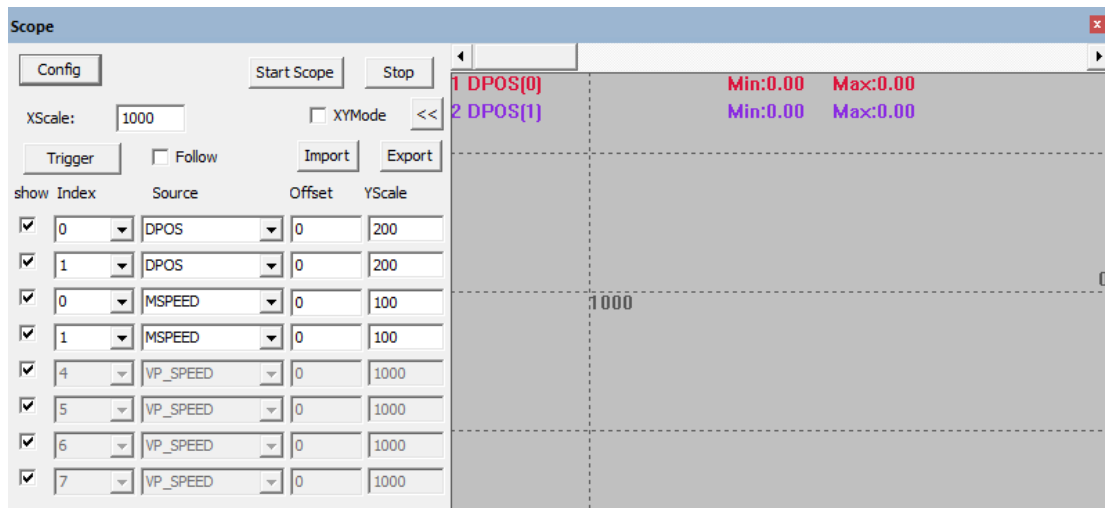 Scope
Config Start Scope Stop
XScale: 1000 XYMode <<
Trigger Follow Import Export
show Index Source Offset YScale
0 DPOS 0 200
1 DPOS 0 200
0 MSPEED 0 100
1 MSPEED 0 100
4 VP_SPEED 0 1000
5 VP_SPEED 0 1000
6 VP_SPEED 0 1000
7 VP_SPEED 0 1000
1 DPOS(0) Min:0.00 Max:0.00
2 DPOS(1) Min:0.00 Max:0.00
1000